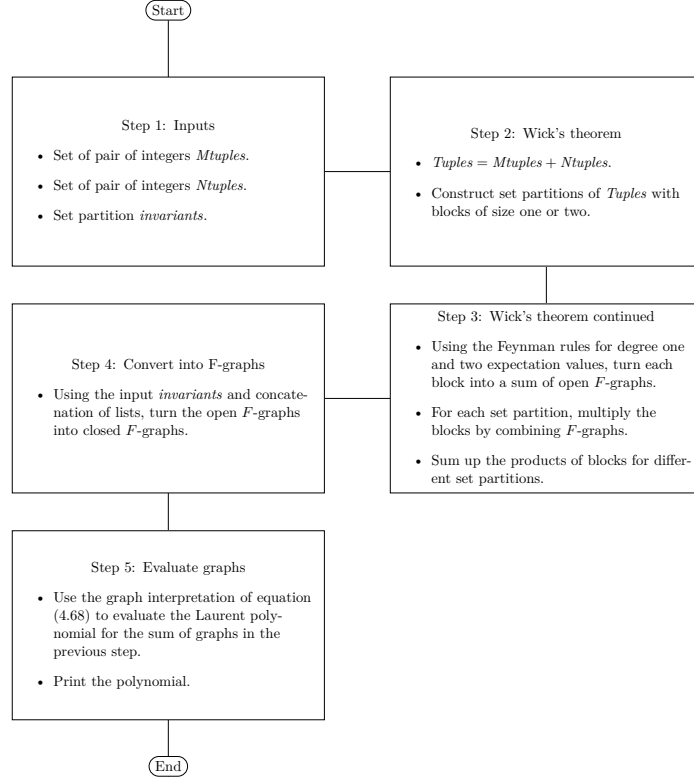 Start
Step 1: Inputs
• Set of pair of integers Mtuples.
• Set of pair of integers Ntuples.
• Set partition invariants.
Step 2: Wick's theorem
• Tuples = Mtuples + Ntuples.
• Construct set partitions of Tuples with
blocks of size one or two.
Step 3: Wick's theorem continued
• Using the Feynman rules for degree one
and two expectation values, turn each
block into a sum of open F-graphs.
• For each set partition, multiply the
blocks by combining F-graphs.
• Sum up the products of blocks for differ-
ent set partitions.
Step 4: Convert into F-graphs
• Using the input invariants and concate-
nation of lists, turn the open F-graphs
into closed F-graphs.
Step 5: Evaluate graphs
• Use the graph interpretation of equation
(4.68) to evaluate the Laurent poly-
nomial for the sum of graphs in the
previous step.
• Print the polynomial.
End